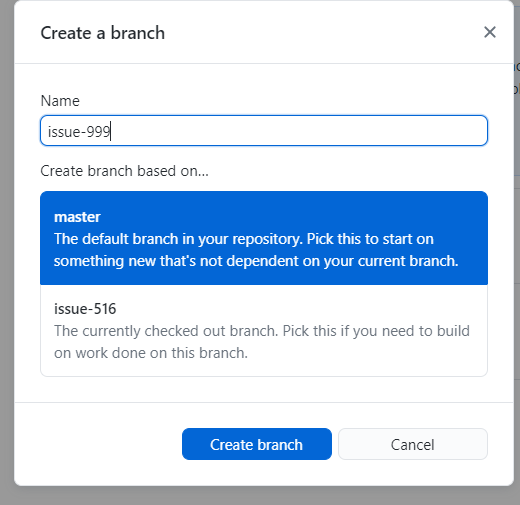 Create a branch
Name
issue-999
Create branch based on...
master
The default branch in your repository. Pick this to start on
something new that's not dependent on your current branch.
issue-516
The currently checked out branch. Pick this if you need to build
on work done on this branch.
Create branch
Cancel